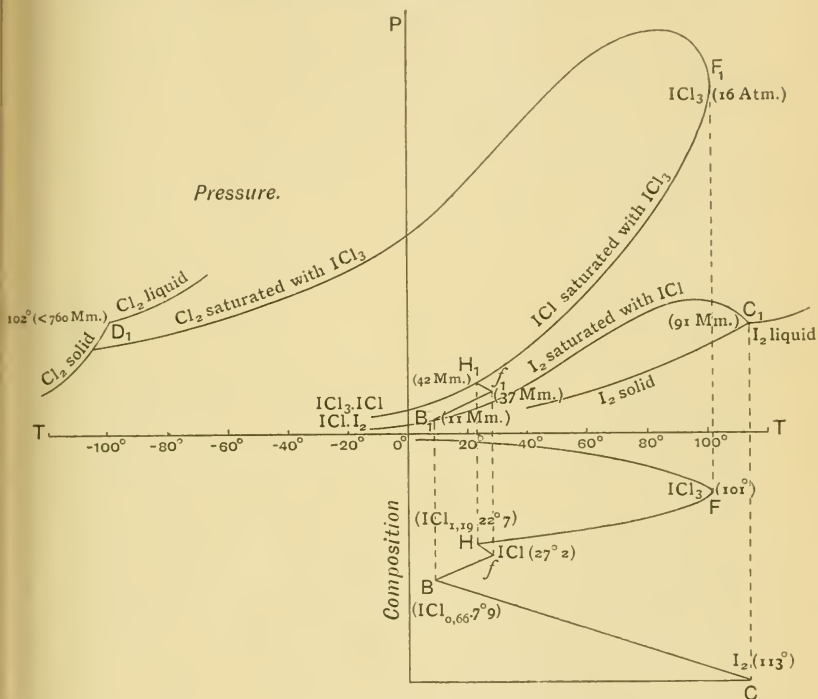 P
F₁
ICl₃ (16 Atm.)
Pressure.
Cl₂ liquid
Cl₂ saturated with ICl₃
ICl saturated with ICl₃
102° (<760 Mm.)
D₁
Cl₂ solid
I₂ saturated with ICl
C₁
(91 Mm.)
I₂ liquid
H₁
(42 Mm.)
f₁
(37 Mm.)
I₂ solid
ICl₃.ICl
ICl.I₂
B₁
(11 Mm.)
T
-100° -80° -60° -40° -20° 0° 20° 40° 60° 80° 100°
T
ICl₃ (101°)
F
(ICl₁,₁₉ 22°7)
H
ICl (27°2)
f
B
(ICl₀,₆₆.7°9)
Composition
I₂ (113°)
C